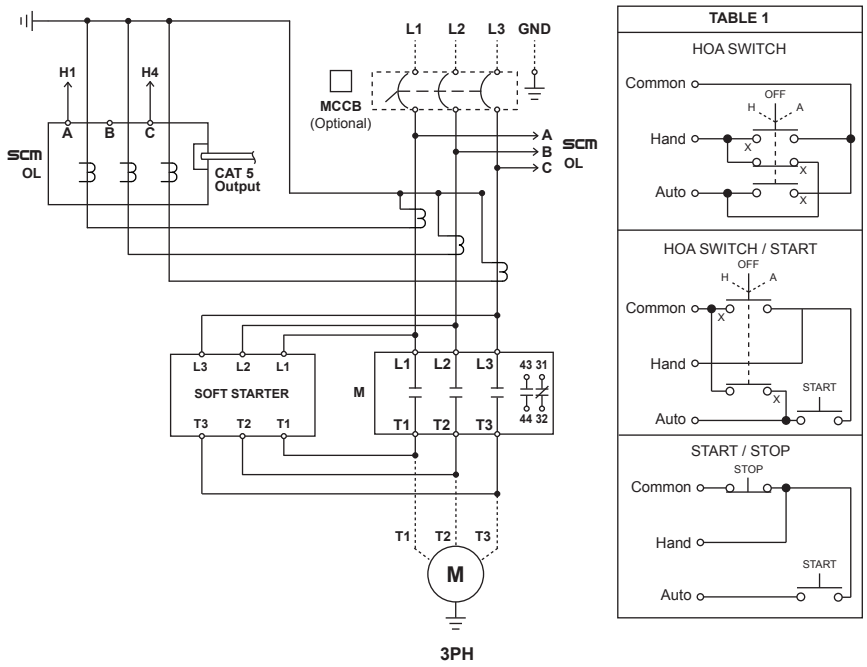 L1 L2 L3 GND
MCCB
(Optional)
H1 H4
A B C
SCM
OL
CAT 5
Output
A
B
C
SCM
OL
L3 L2 L1
SOFT STARTER
T3 T2 T1
M
L1 L2 L3
43 31
44 32
T1 T2 T3
T1 T2 T3
M
3PH
TABLE 1
HOA SWITCH
Common
OFF
H A
Hand
X
X
Auto
X
HOA SWITCH / START
OFF
H A
Common
X
Hand
START
X
Auto
START / STOP
STOP
Common
Hand
START
Auto